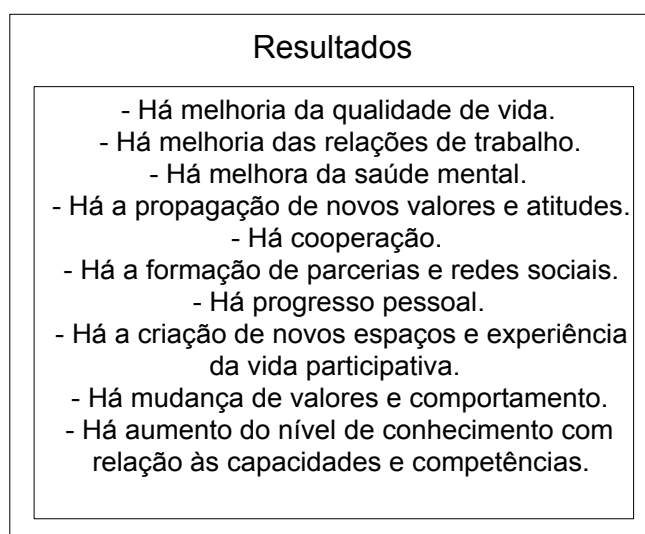 Resultados
- Há melhoria da qualidade de vida.
- Há melhoria das relações de trabalho.
- Há melhora da saúde mental.
- Há a propagação de novos valores e atitudes.
- Há cooperação.
- Há a formação de parcerias e redes sociais.
- Há progresso pessoal.
- Há a criação de novos espaços e experiência
da vida participativa.
- Há mudança de valores e comportamento.
- Há aumento do nível de conhecimento com
relação às capacidades e competências.